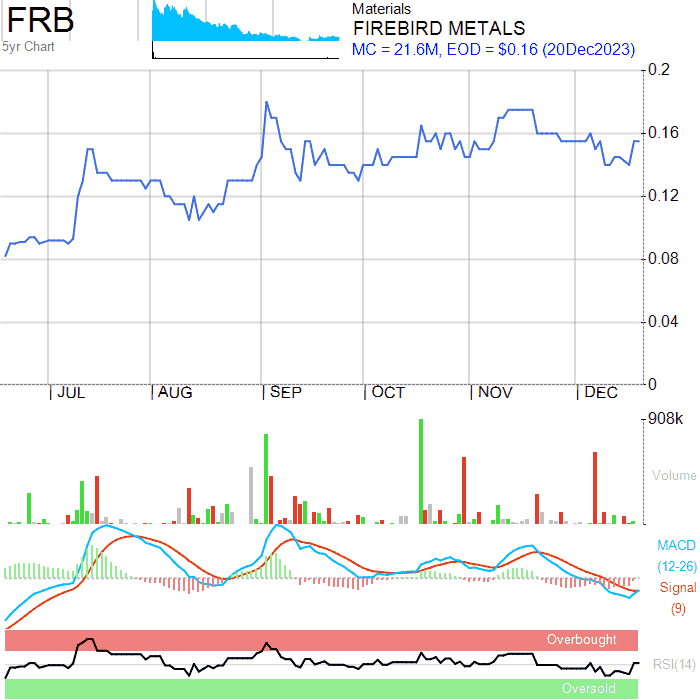 FRB
5yr Chart
Materials
FIREBIRD METALS
MC = 21.6M, EOD = $0.16 (20Dec2023)
0.2
0.16
0.12
0.08
0.04
0
JUL AUG SEP OCT NOV DEC
908k
Volume
MACD
(12-26)
Signal
(9)
Overbought
RSI(14)
Oversold